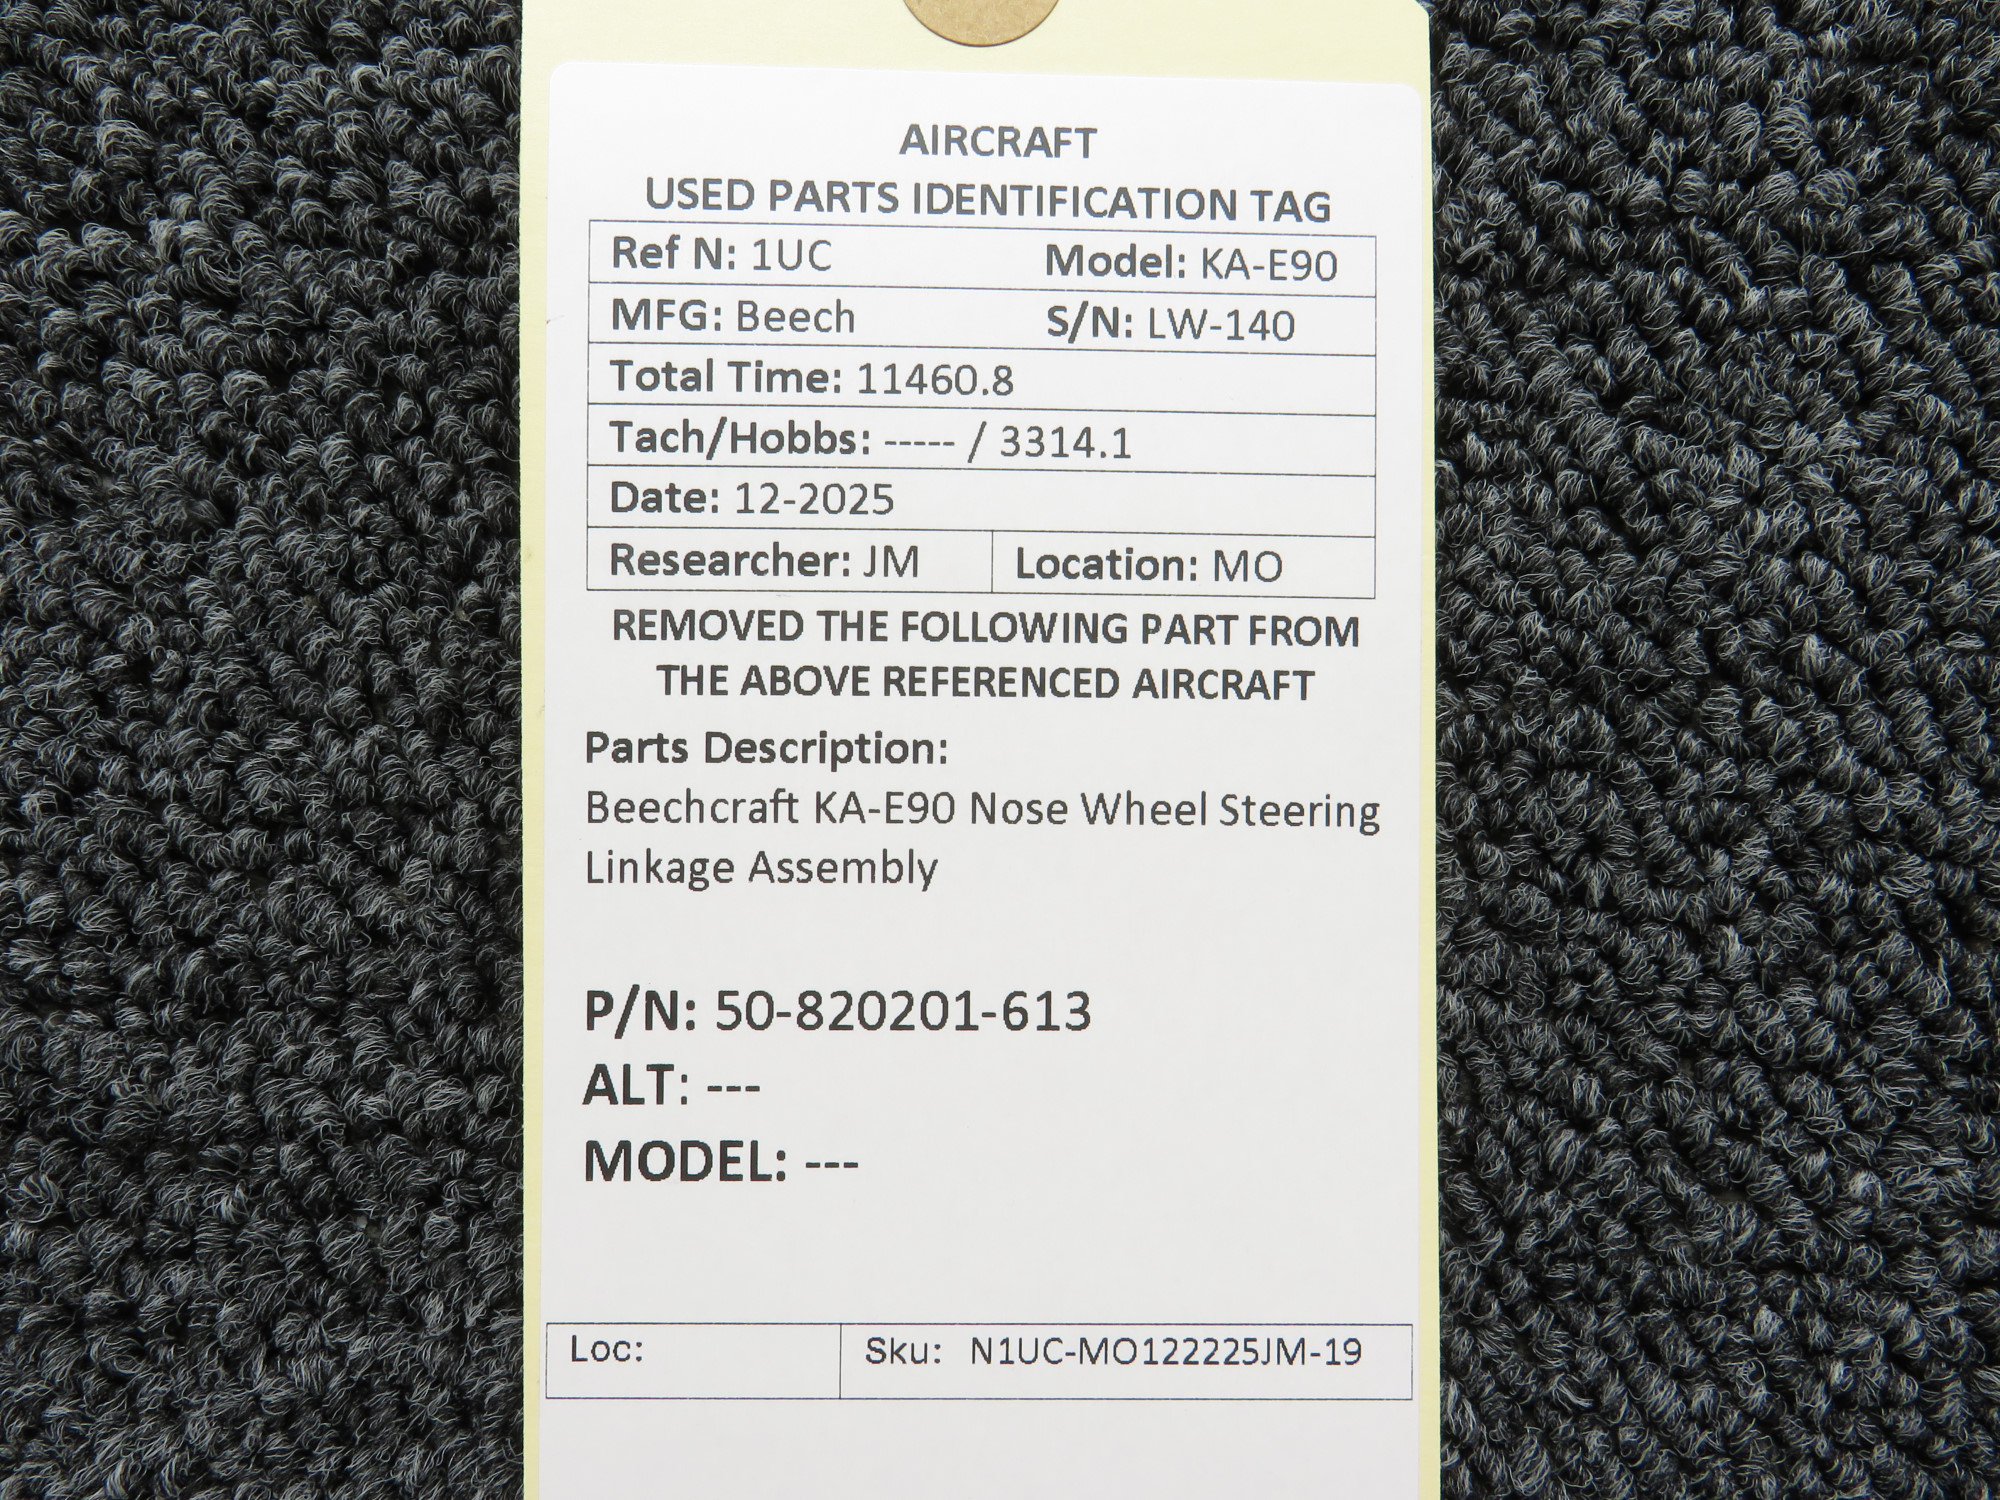 AIRCRAFT
USED PARTS IDENTIFICATION TAG
Ref N: 1UC Model: KA-E90
MFG: Beech S/N: LW-140
Total Time: 11460.8
Tach/Hobbs: ----- / 3314.1
Date: 12-2025
Researcher: JM Location: MO
REMOVED THE FOLLOWING PART FROM
THE ABOVE REFERENCED AIRCRAFT
Parts Description:
Beechcraft KA-E90 Nose Wheel Steering
Linkage Assembly
P/N: 50-820201-613
ALT: ---
MODEL: ---
Loc: Sku: N1UC-MO122225JM-19